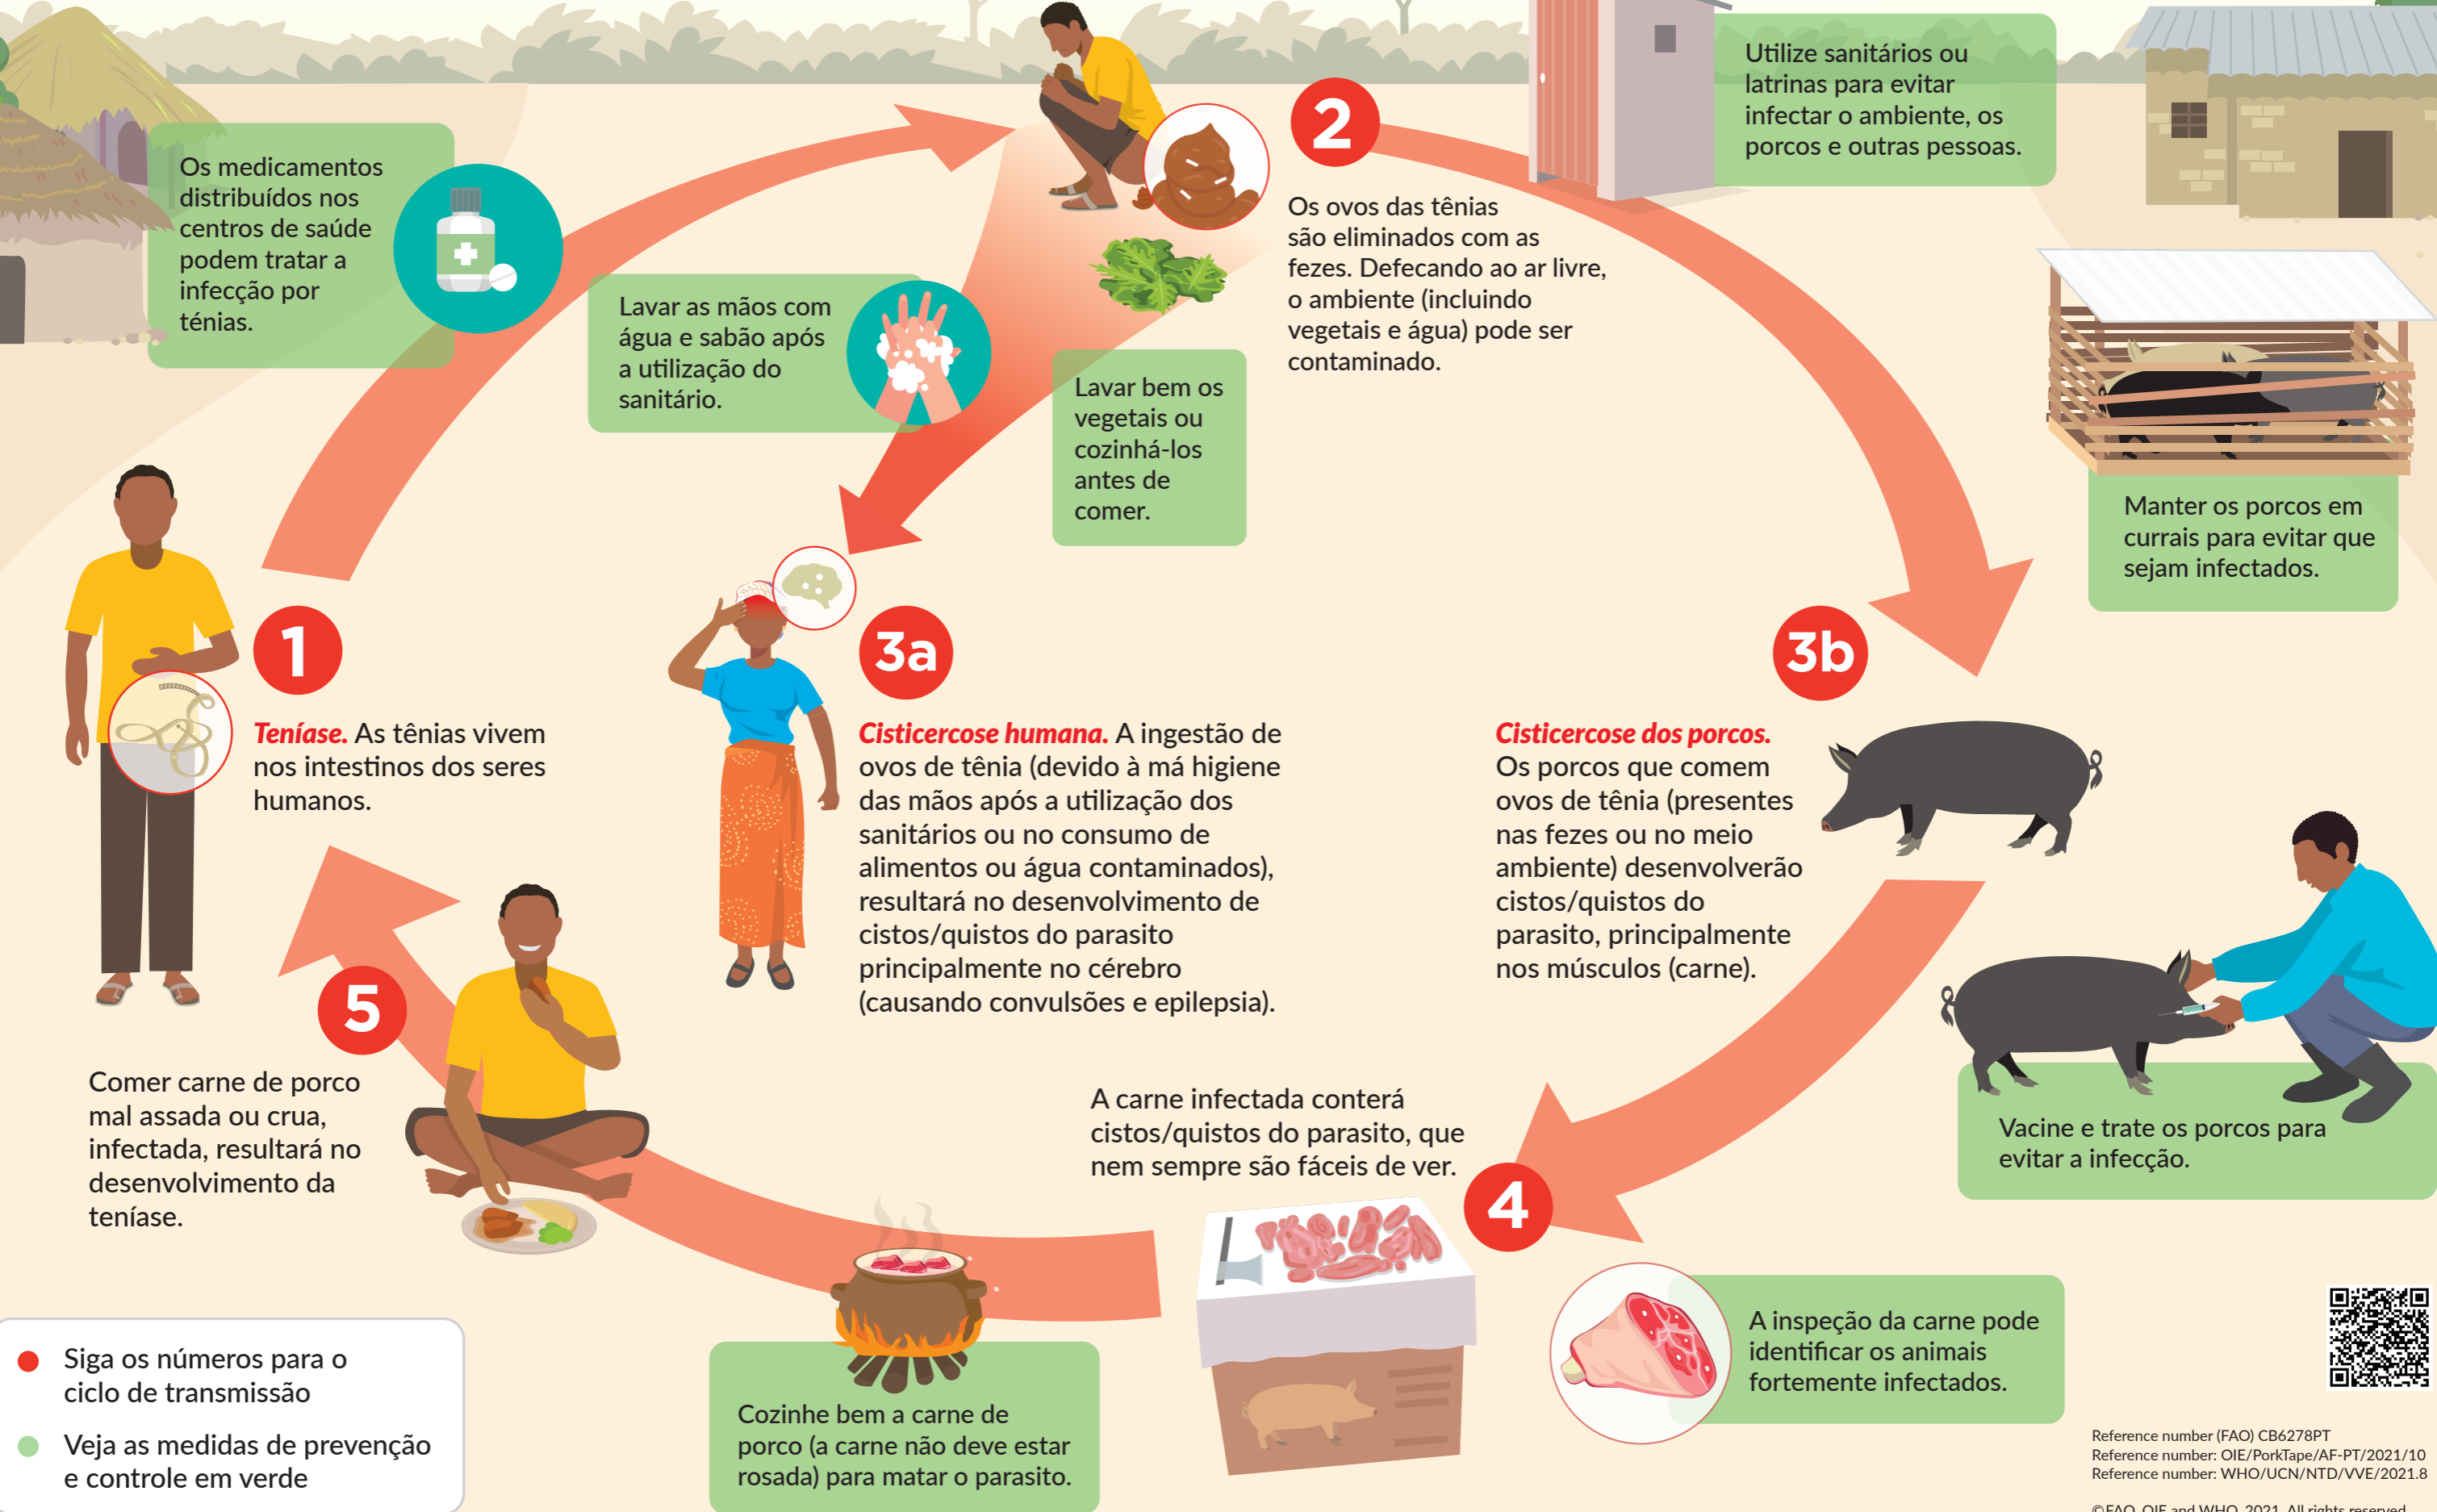 Os medicamentos
distribuídos nos
centros de saúde
podem tratar a
infecção por
ténias.
Lavar as mãos com
água e sabão após
a utilização do
sanitário.
Lavar bem os
vegetais ou
cozinhá-los
antes de
comer.
2
Os ovos das tênias
são eliminados com as
fezes. Defecando ao ar livre,
o ambiente (incluindo
vegetais e água) pode ser
contaminado.
Utilize sanitários ou
latrinas para evitar
infectar o ambiente, os
porcos e outras pessoas.
Manter os porcos em
currais para evitar que
sejam infectados.
1
Teníase. As tênias vivem
nos intestinos dos seres
humanos.
3a
Cisticercose humana. A ingestão de
ovos de tênia (devido à má higiene
das mãos após a utilização dos
sanitários ou no consumo de
alimentos ou água contaminados),
resultará no desenvolvimento de
cistos/quistos do parasito
principalmente no cérebro
(causando convulsões e epilepsia).
3b
Cisticercose dos porcos.
Os porcos que comem
ovos de tênia (presentes
nas fezes ou no meio
ambiente) desenvolverão
cistos/quistos do
parasito, principalmente
nos músculos (carne).
Vacine e trate os porcos para
evitar a infecção.
4
A carne infectada conterá
cistos/quistos do parasito, que
nem sempre são fáceis de ver.
A inspeção da carne pode
identificar os animais
fortemente infectados.
Cozinhe bem a carne de
porco (a carne não deve estar
rosada) para matar o parasito.
5
Comer carne de porco
mal assada ou crua,
infectada, resultará no
desenvolvimento da
teníase.
Siga os números para o
ciclo de transmissão
Veja as medidas de prevenção
e controle em verde
Reference number (FAO) CB6278PT
Reference number: OIE/PorkTape/AF-PT/2021/10
Reference number: WHO/UCN/NTD/VVE/2021.8
©FAO, OIE and WHO, 2021. All rights reserved